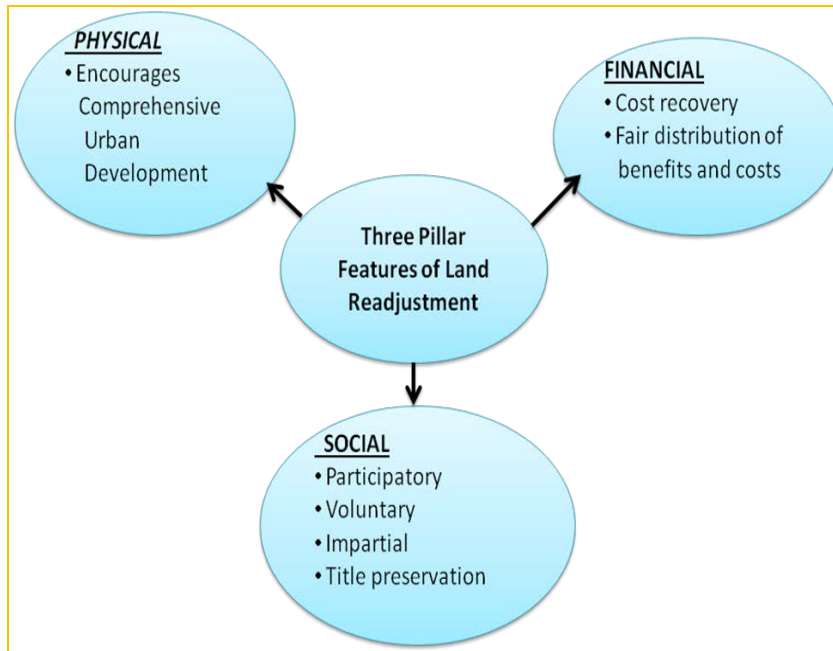 PHYSICAL
• Encourages
Comprehensive
Urban
Development
FINANCIAL
• Cost recovery
• Fair distribution of
benefits and costs
Three Pillar
Features of Land
Readjustment
SOCIAL
• Participatory
• Voluntary
• Impartial
• Title preservation